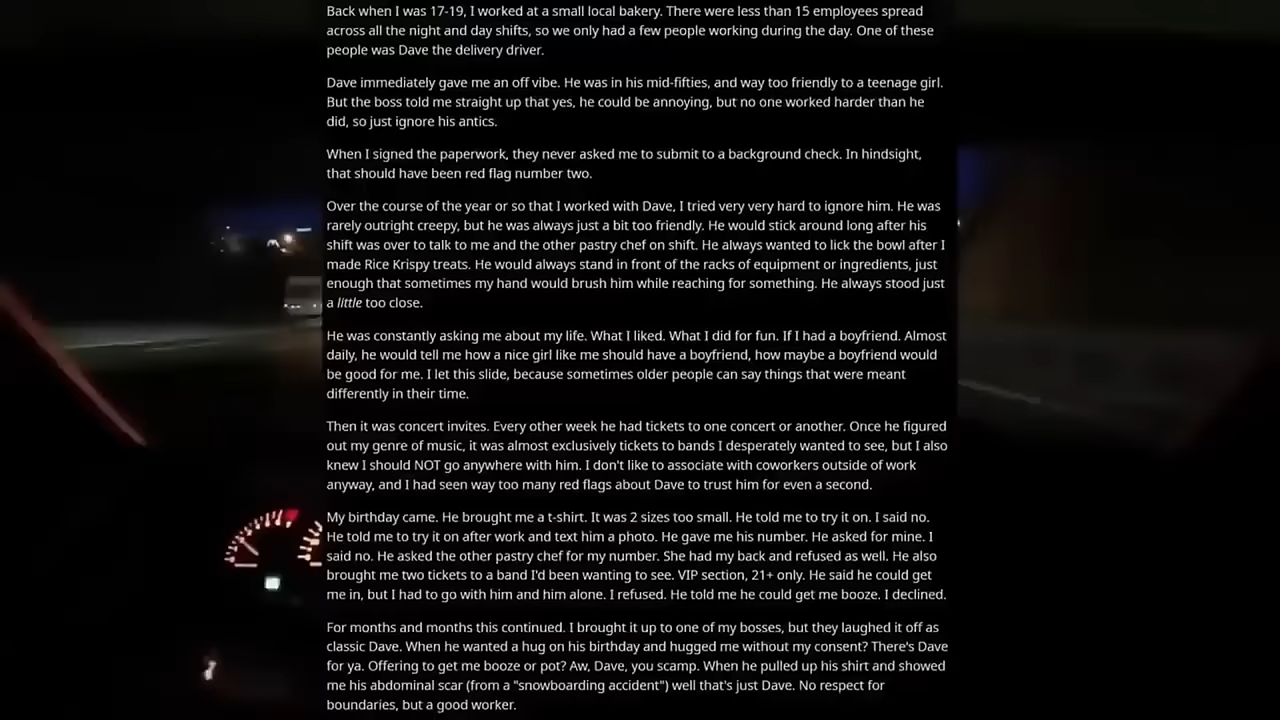 Back when I was 17-19, I worked at a small local bakery. There were less than 15 employees spread
across all the night and day shifts, so we only had a few people working during the day. One of these
people was Dave the delivery driver.
Dave immediately gave me an off vibe. He was in his mid-fifties, and way too friendly to a teenage girl.
But the boss told me straight up that yes, he could be annoying, but no one worked harder than he
did, so just ignore his antics.
When I signed the paperwork, they never asked me to submit to a background check. In hindsight,
that should have been red flag number two.
Over the course of the year or so that I worked with Dave, I tried very very hard to ignore him. He was
rarely outright creepy, but he was always just a bit too friendly. He would stick around long after his
shift was over to talk to me and the other pastry chef on shift. He always wanted to lick the bowl after I
made Rice Krispy treats. He would always stand in front of the racks of equipment or ingredients, just
enough that sometimes my hand would brush him while reaching for something. He always stood just
a little too close.
He was constantly asking me about my life. What I liked. What I did for fun. If I had a boyfriend. Almost
daily, he would tell me how a nice girl like me should have a boyfriend, how maybe a boyfriend would
be good for me. I let this slide, because sometimes older people can say things that were meant
differently in their time.
Then it was concert invites. Every other week he had tickets to one concert or another. Once he figured
out my genre of music, it was almost exclusively tickets to bands I desperately wanted to see, but I also
knew I should NOT go anywhere with him. I don't like to associate with coworkers outside of work
anyway, and I had seen way too many red flags about Dave to trust him for even a second.
My birthday came. He brought me a t-shirt. It was 2 sizes too small. He told me to try it on. I said no.
He told me to try it on after work and text him a photo. He gave me his number. He asked for mine. I
said no. He asked the other pastry chef for my number. She had my back and refused as well. He also
brought me two tickets to a band I'd been wanting to see. VIP section, 21+ only. He said he could get
me in, but I had to go with him and him alone. I refused. He told me he could get me booze. I declined.
For months and months this continued. I brought it up to one of my bosses, but they laughed it off as
classic Dave. When he wanted a hug on his birthday and hugged me without my consent? There's Dave
for ya. Offering to get me booze or pot? Aw, Dave, you scamp. When he pulled up his shirt and showed
me his abdominal scar (from a "snowboarding accident") well that's just Dave. No respect for
boundaries, but a good worker.